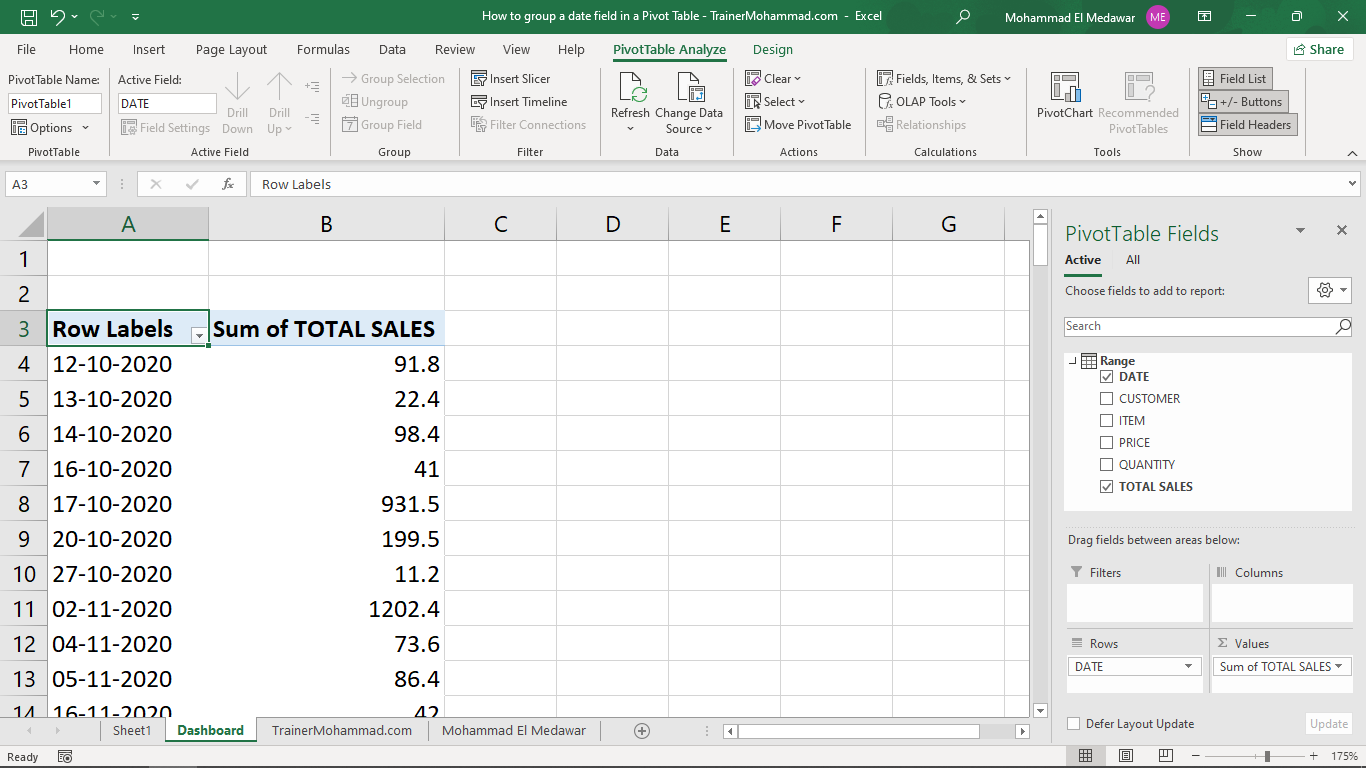 How to group a date field in a Pivot Table - TrainerMohammad.com - Excel
Mohammad El Medawar ME
File Home Insert Page Layout Formulas Data Review View Help PivotTable Analyze Design Share
PivotTable Name:
PivotTable1
Options
PivotTable
Active Field:
DATE
Field Settings
Drill Down
Drill Up
Active Field
Group Selection
Ungroup
Group Field
Group
Insert Slicer
Insert Timeline
Filter Connections
Filter
Refresh
Change Data Source
Data
Clear
Select
Move PivotTable
Actions
Fields, Items, & Sets
OLAP Tools
Relationships
Calculations
PivotChart
Recommended PivotTables
Tools
Field List
+/- Buttons
Field Headers
Show
A3 fx Row Labels
A B C D E F G
1
2
3 Row Labels Sum of TOTAL SALES
4 12-10-2020 91.8
5 13-10-2020 22.4
6 14-10-2020 98.4
7 16-10-2020 41
8 17-10-2020 931.5
9 20-10-2020 199.5
10 27-10-2020 11.2
11 02-11-2020 1202.4
12 04-11-2020 73.6
13 05-11-2020 86.4
14 16-11-2020 42
PivotTable Fields
Active All
Choose fields to add to report:
Search
Range
DATE
CUSTOMER
ITEM
PRICE
QUANTITY
TOTAL SALES
Drag fields between areas below:
Filters
Columns
Rows
DATE
Values
Sum of TOTAL SALES
Defer Layout Update Update
Sheet1 Dashboard TrainerMohammad.com Mohammad El Medawar
Ready 175%